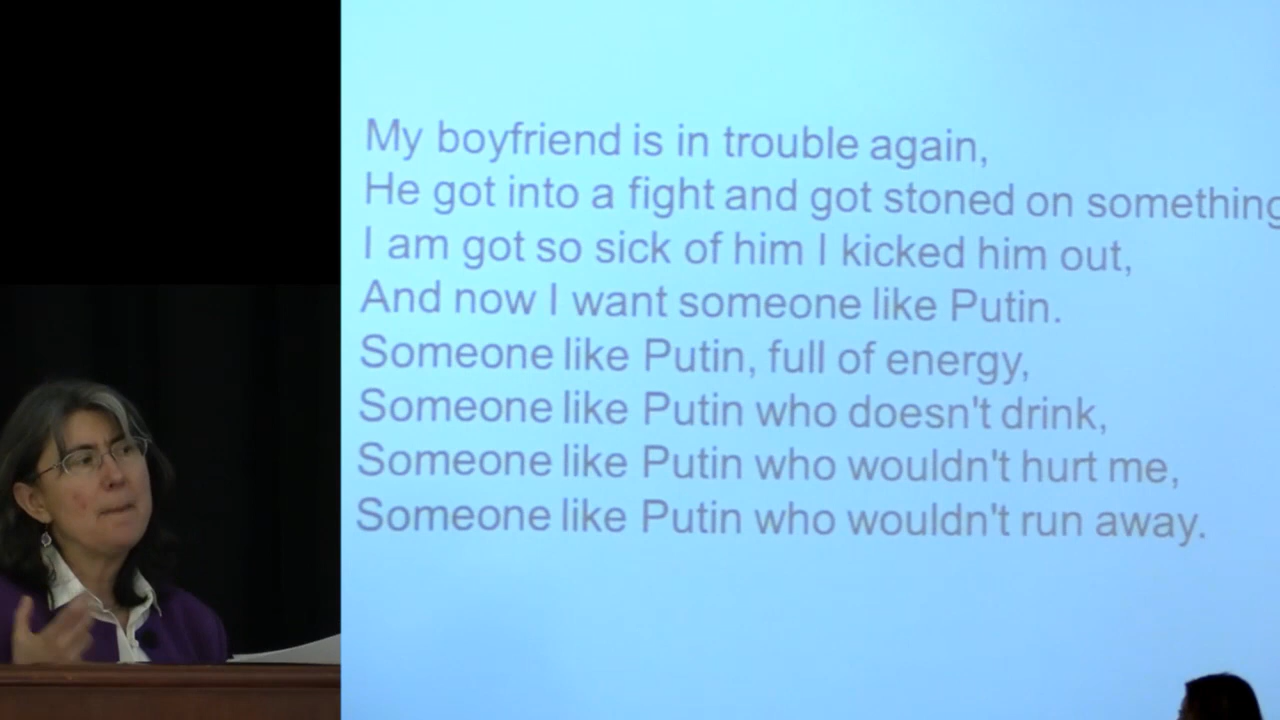 My boyfriend is in trouble again,
He got into a fight and got stoned on something
I am got so sick of him I kicked him out,
And now I want someone like Putin.
Someone like Putin, full of energy,
Someone like Putin who doesn't drink,
Someone like Putin who wouldn't hurt me,
Someone like Putin who wouldn't run away.